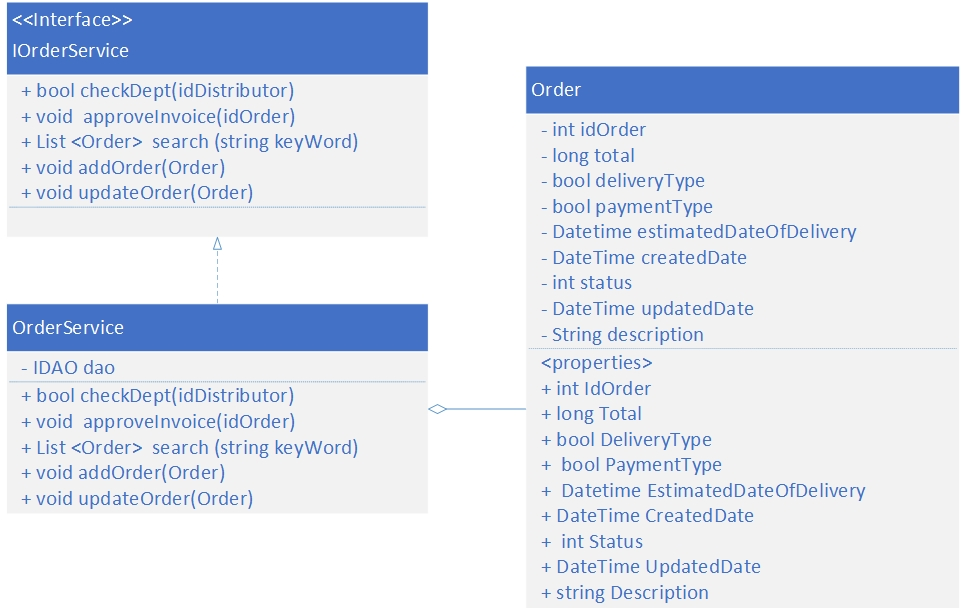 <<Interface>>
IOrderService
+ bool checkDept(idDistributor)
+ void approveInvoice(idOrder)
+ List <Order> search (string keyWord)
+ void addOrder(Order)
+ void updateOrder(Order)
OrderService
- IDAO dao
+ bool checkDept(idDistributor)
+ void approveInvoice(idOrder)
+ List <Order> search (string keyWord)
+ void addOrder(Order)
+ void updateOrder(Order)
Order
- int idOrder
- long total
- bool deliveryType
- bool paymentType
- Datetime estimatedDateOfDelivery
- DateTime createdDate
- int status
- DateTime updatedDate
- String description
<properties>
+ int IdOrder
+ long Total
+ bool DeliveryType
+ bool PaymentType
+ Datetime EstimatedDateOfDelivery
+ DateTime CreatedDate
+ int Status
+ DateTime UpdatedDate
+ string Description